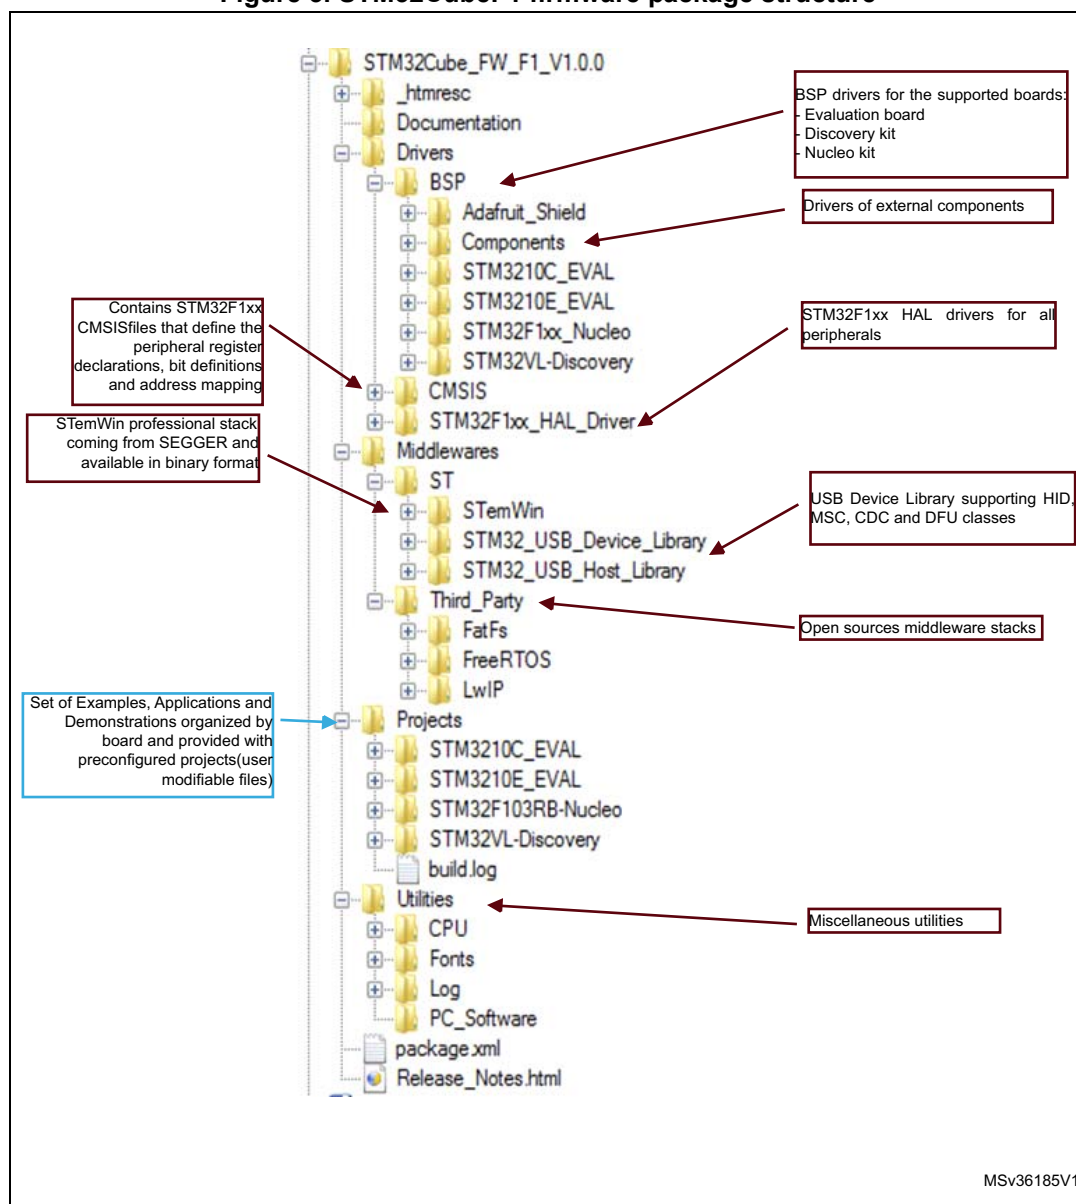 STM32Cube_FW_F1_V1.0.0
_htmresc
Documentation
Drivers
BSP
Adafruit_Shield
Components
STM3210C_EVAL
STM3210E_EVAL
STM32F1xx_Nucleo
STM32VL-Discovery
CMSIS
STM32F1xx_HAL_Driver
Middlewares
ST
STemWin
STM32_USB_Device_Library
STM32_USB_Host_Library
Third_Party
FatFs
FreeRTOS
LwIP
Projects
STM3210C_EVAL
STM3210E_EVAL
STM32F103RB-Nucleo
STM32VL-Discovery
build.log
Utilities
CPU
Fonts
Log
PC_Software
package.xml
Release_Notes.html
Contains STM32F1xx
CMSISfiles that define the
peripheral register
declarations, bit definitions
and address mapping
STemWin professional stack
coming from SEGGER and
available in binary format
Set of Examples, Applications and
Demonstrations organized by
board and provided with
preconfigured projects(user
modifiable files)
BSP drivers for the supported boards:
- Evaluation board
- Discovery kit
- Nucleo kit
Drivers of external components
STM32F1xx HAL drivers for all
peripherals
USB Device Library supporting HID,
MSC, CDC and DFU classes
Open sources middleware stacks
Miscellaneous utilities
MSv36185V1